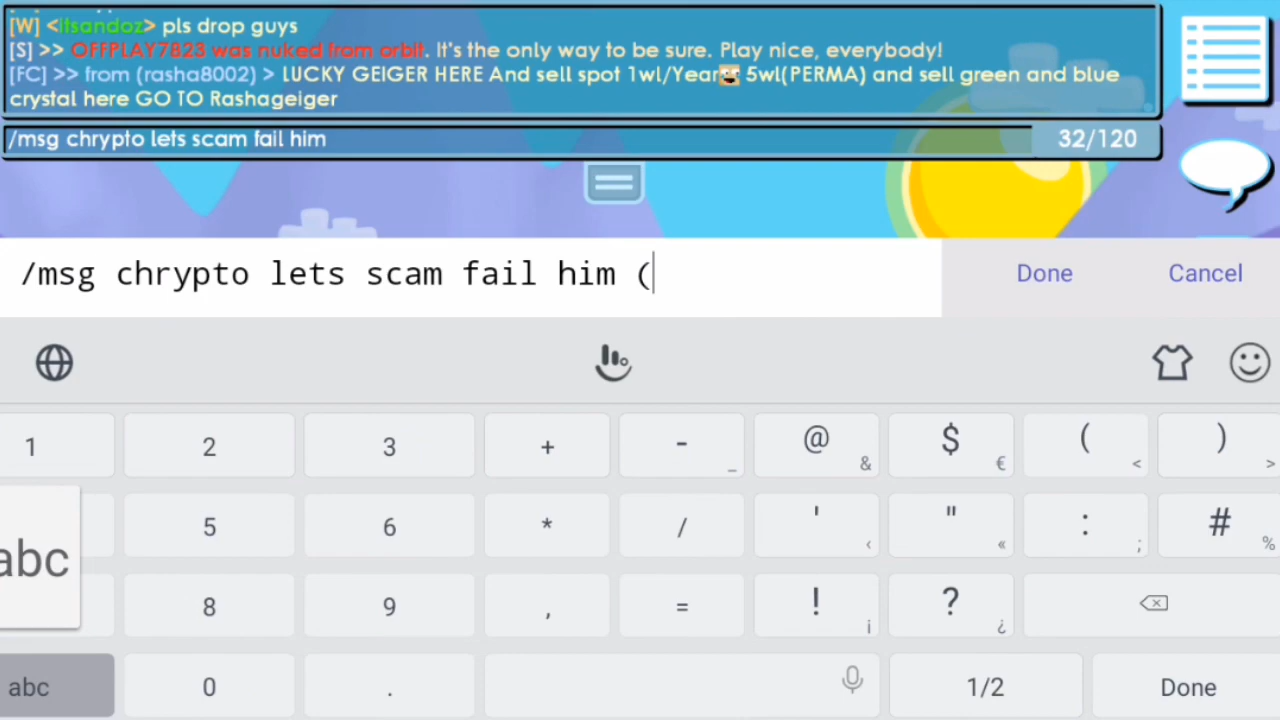 [W] <Itsandoz> pls drop guys
[S] >> OFFPLAY7823 was nuked from orbit. It's the only way to be sure. Play nice, everybody!
[FC] >> from (rasha8002) > LUCKY GEIGER HERE And sell spot 1wl/Year 5wl(PERMA) and sell green and blue
crystal here GO TO Rashageiger
/msg chrypto lets scam fail him 32/120
/msg chrypto lets scam fail him ( Done Cancel
1 2 3 + - _ @ & $ € ( < ) >
5 6 * / ' ‹ " « : ; # %
abc
8 9 , = ! ¡ ? ¿
abc 0 . 1/2 Done